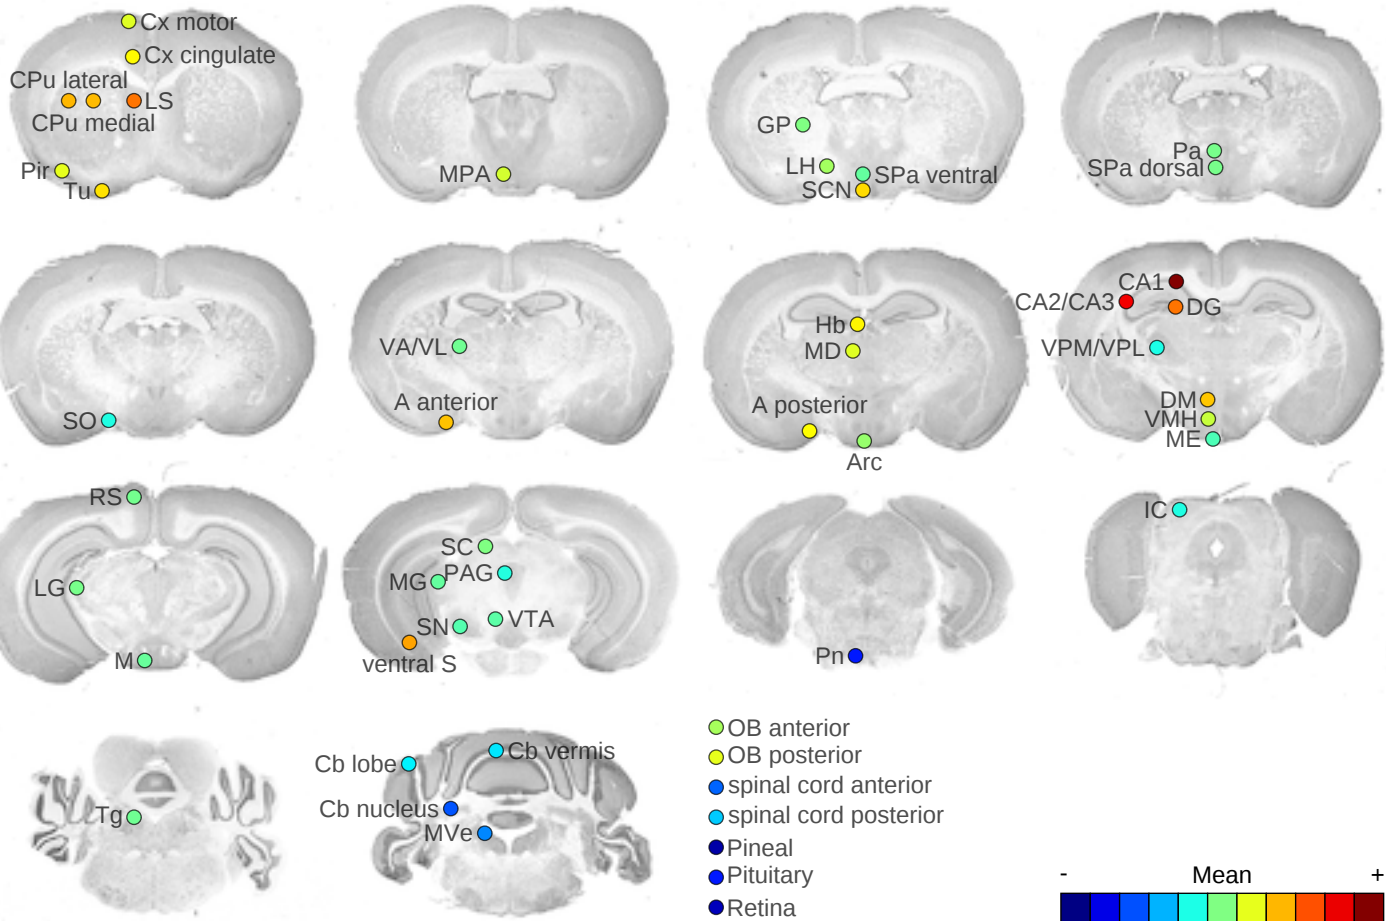 Cx motor
Cx cingulate
CPu lateral
LS
CPu medial
Pir
Tu
MPA
GP
LH
SPa ventral
SCN
Pa
SPa dorsal
SO
VA/VL
A anterior
Hb
MD
A posterior
Arc
CA1
CA2/CA3
DG
VPM/VPL
DM
VMH
ME
RS
LG
M
SC
MG
PAG
SN
VTA
ventral S
Pn
IC
Tg
Cb lobe
Cb vermis
Cb nucleus
MVe
OB anterior
OB posterior
spinal cord anterior
spinal cord posterior
Pineal
Pituitary
Retina
- Mean +